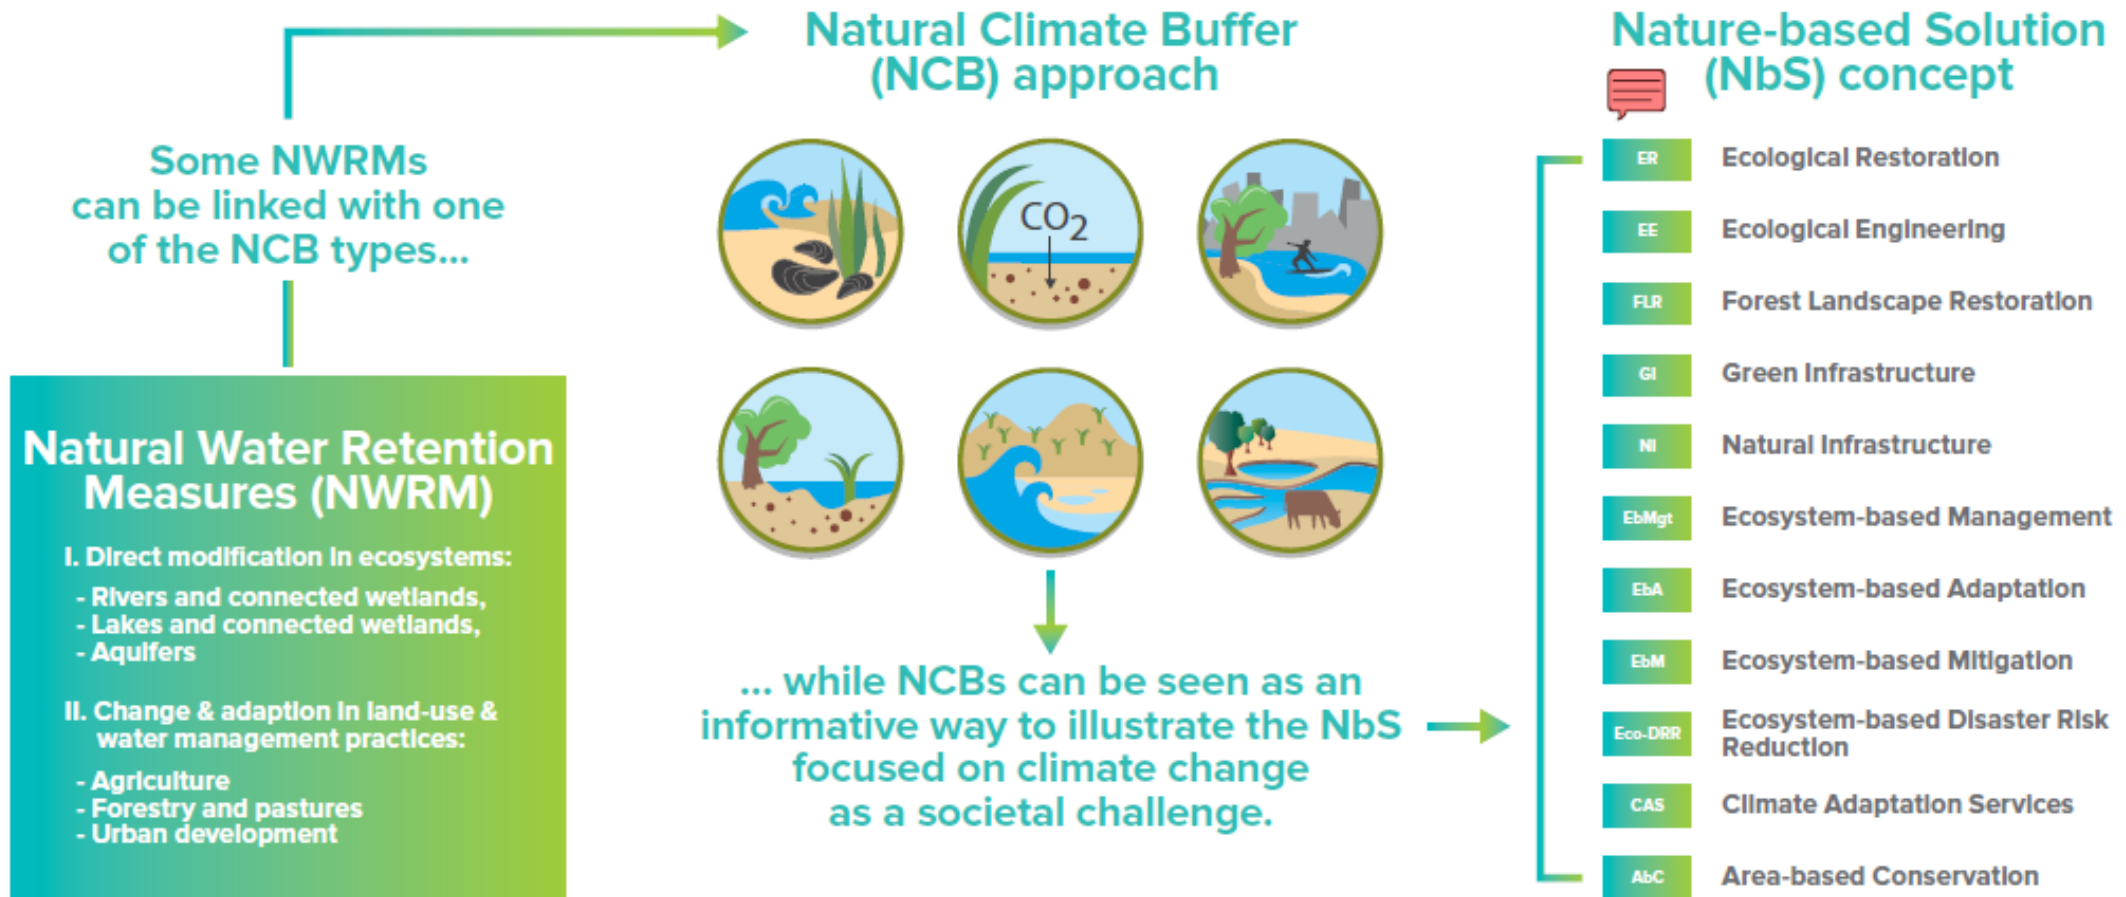 Natural Climate Buffer
(NCB) approach
Nature-based Solution
(NbS) concept
Some NWRMs
can be linked with one
of the NCB types...
CO2
Natural Water Retention
Measures (NWRM)
I. Direct modification in ecosystems:
- Rivers and connected wetlands,
- Lakes and connected wetlands,
- Aquifers
II. Change & adaption in land-use &
water management practices:
- Agriculture
- Forestry and pastures
- Urban development
... while NCBs can be seen as an
informative way to illustrate the NbS
focused on climate change
as a societal challenge.
ER Ecological Restoration
EE Ecological Engineering
FLR Forest Landscape Restoration
GI Green Infrastructure
NI Natural Infrastructure
EbMgt Ecosystem-based Management
EbA Ecosystem-based Adaptation
EbM Ecosystem-based Mitigation
Eco-DRR Ecosystem-based Disaster Risk
Reduction
CAS Climate Adaptation Services
AbC Area-based Conservation